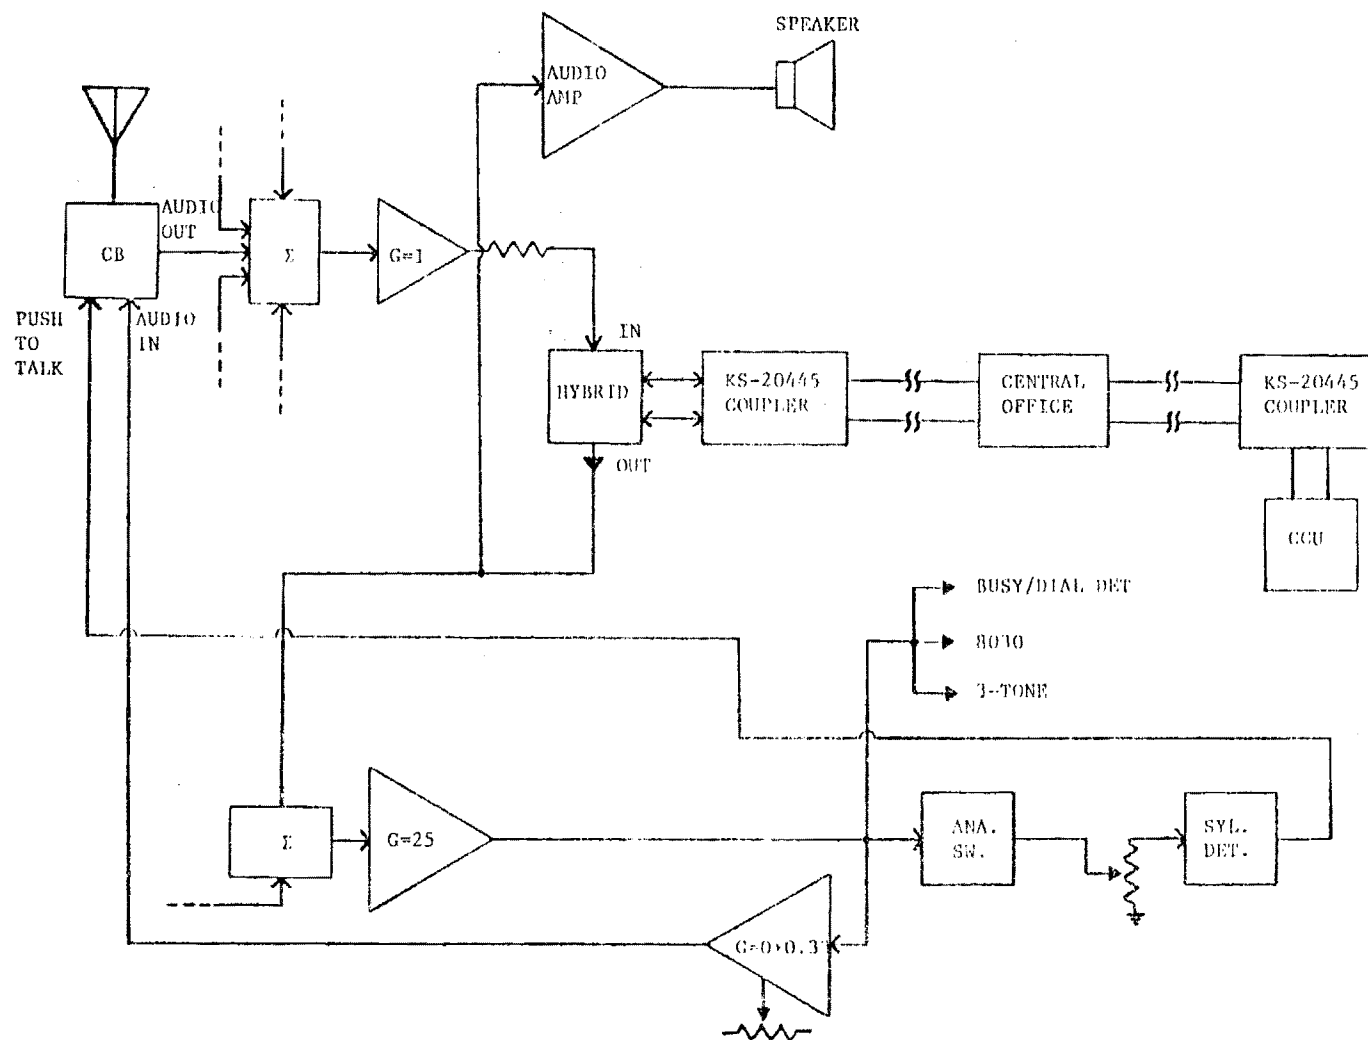 SPEAKER
AUDIO
AMP
AUDIO
OUT
CB
Σ
G=1
PUSH
TO
TALK
AUDIO
IN
IN
HYBRID
OUT
KS-20445
COUPLER
CENTRAL
OFFICE
KS-20445
COUPLER
CCU
BUSY/DIAL DET
8030
3-TONE
Σ
G=25
ANA.
SW.
SYL.
DET.